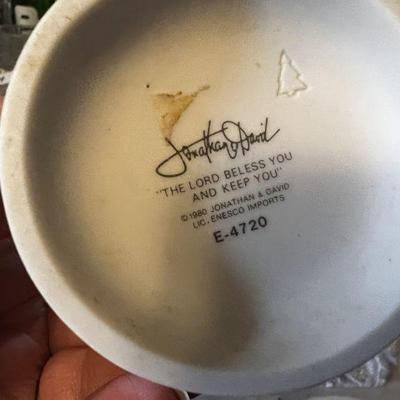 Jonathan & David
"THE LORD BELESS YOU
AND KEEP YOU"
© 1980 JONATHAN & DAVID
LIC. ENESCO IMPORTS
E-4720